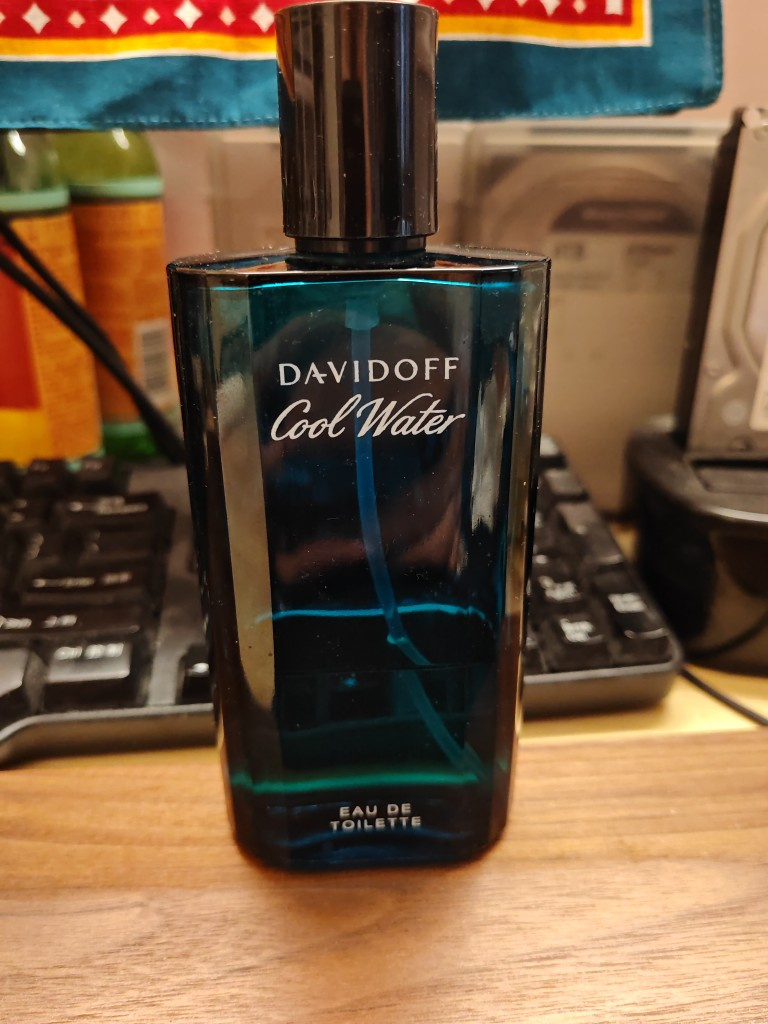 DAVIDOFF
Cool Water
EAU DE
TOILETTE